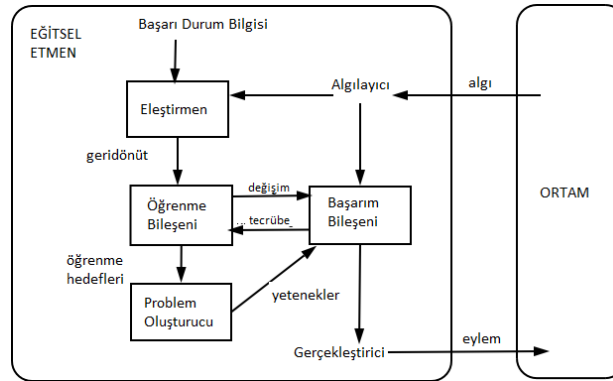 EĞİTSEL
ETMEN
Başarı Durum Bilgisi
Eleştirmen
Algılayıcı
algı
geridönüt
Öğrenme
Bileşeni
değişim
... tecrübe
Başarım
Bileşeni
ORTAM
öğrenme
hedefleri
Problem
Oluşturucu
yetenekler
Gerçekleştirici
eylem